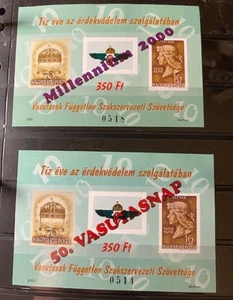 Tíz éve az érdekvédelem szolgálatában
Millennium 2000
350 Ft
Vasutasok Független Szakszervezeti Szövetsége
0518
Tíz éve az érdekvédelem szolgálatában
50. VASUTASNAP
350 Ft
Vasutasok Független Szakszervezeti Szövetsége
0514